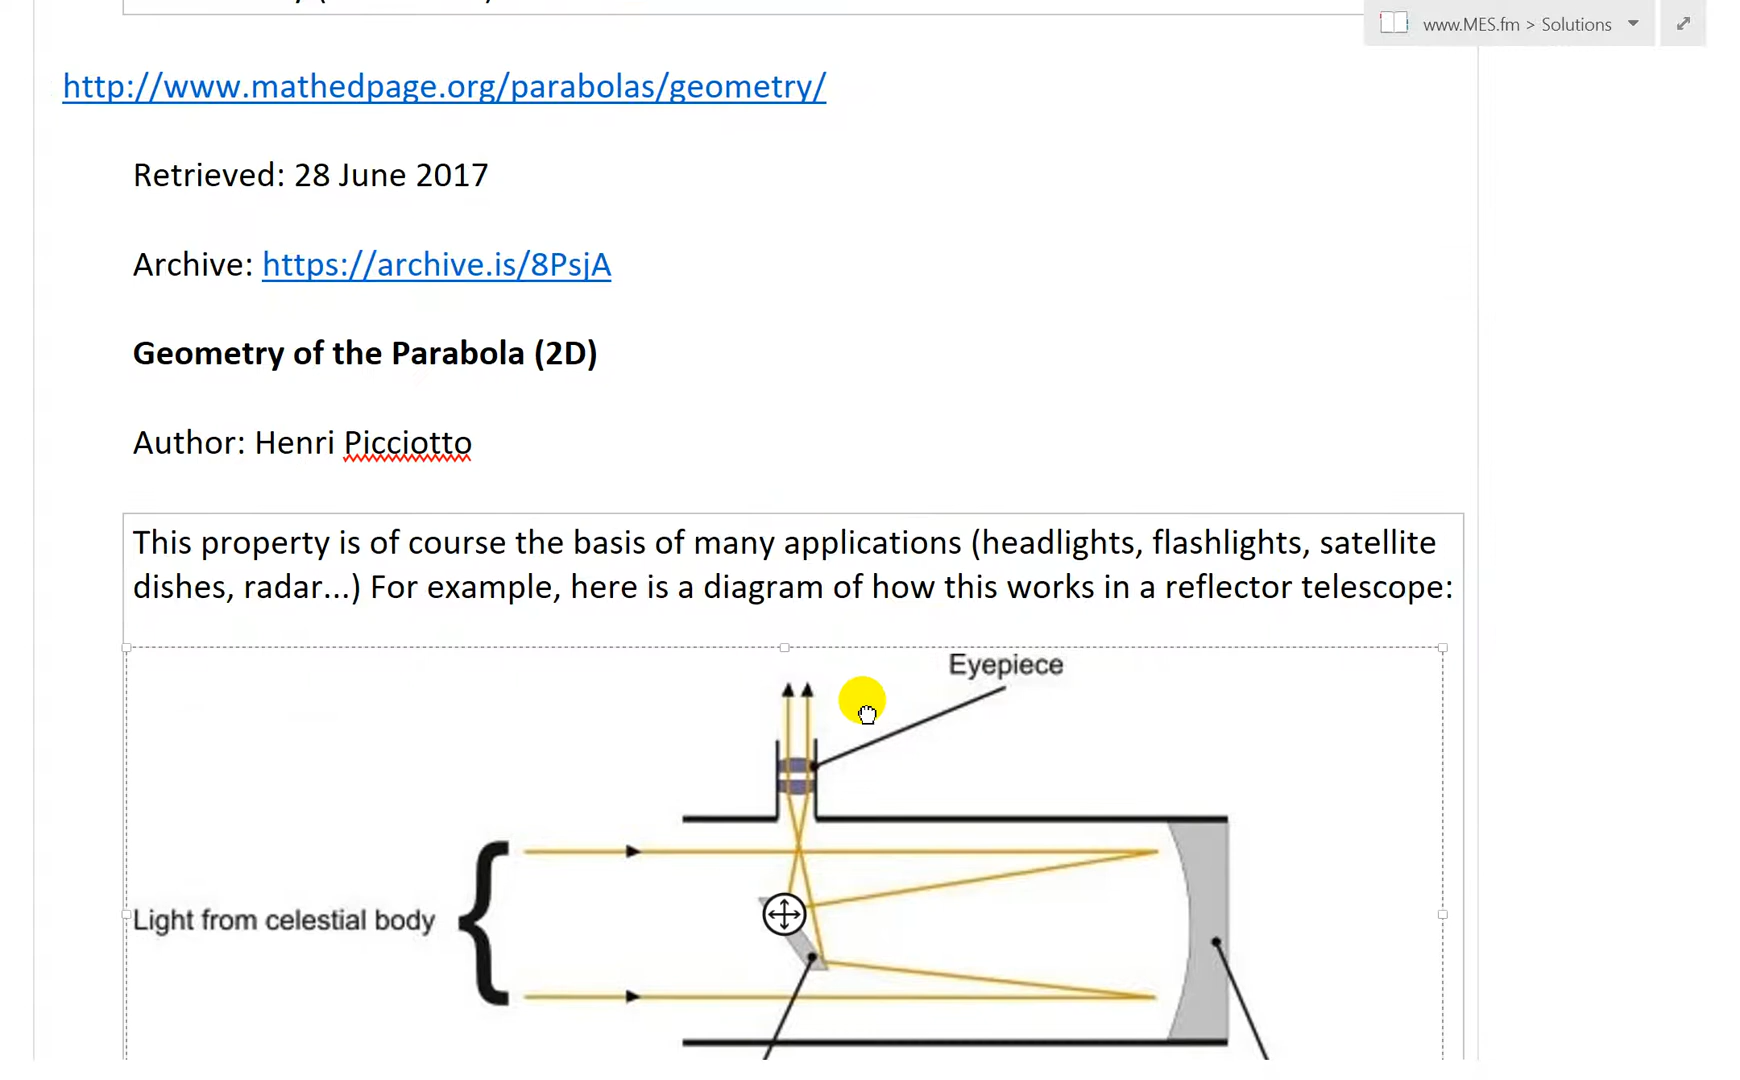 www.MES.fm > Solutions
http://www.mathedpage.org/parabolas/geometry/
Retrieved: 28 June 2017
Archive: https://archive.is/8PsjA
Geometry of the Parabola (2D)
Author: Henri Picciotto
This property is of course the basis of many applications (headlights, flashlights, satellite
dishes, radar...) For example, here is a diagram of how this works in a reflector telescope:
Eyepiece
Light from celestial body